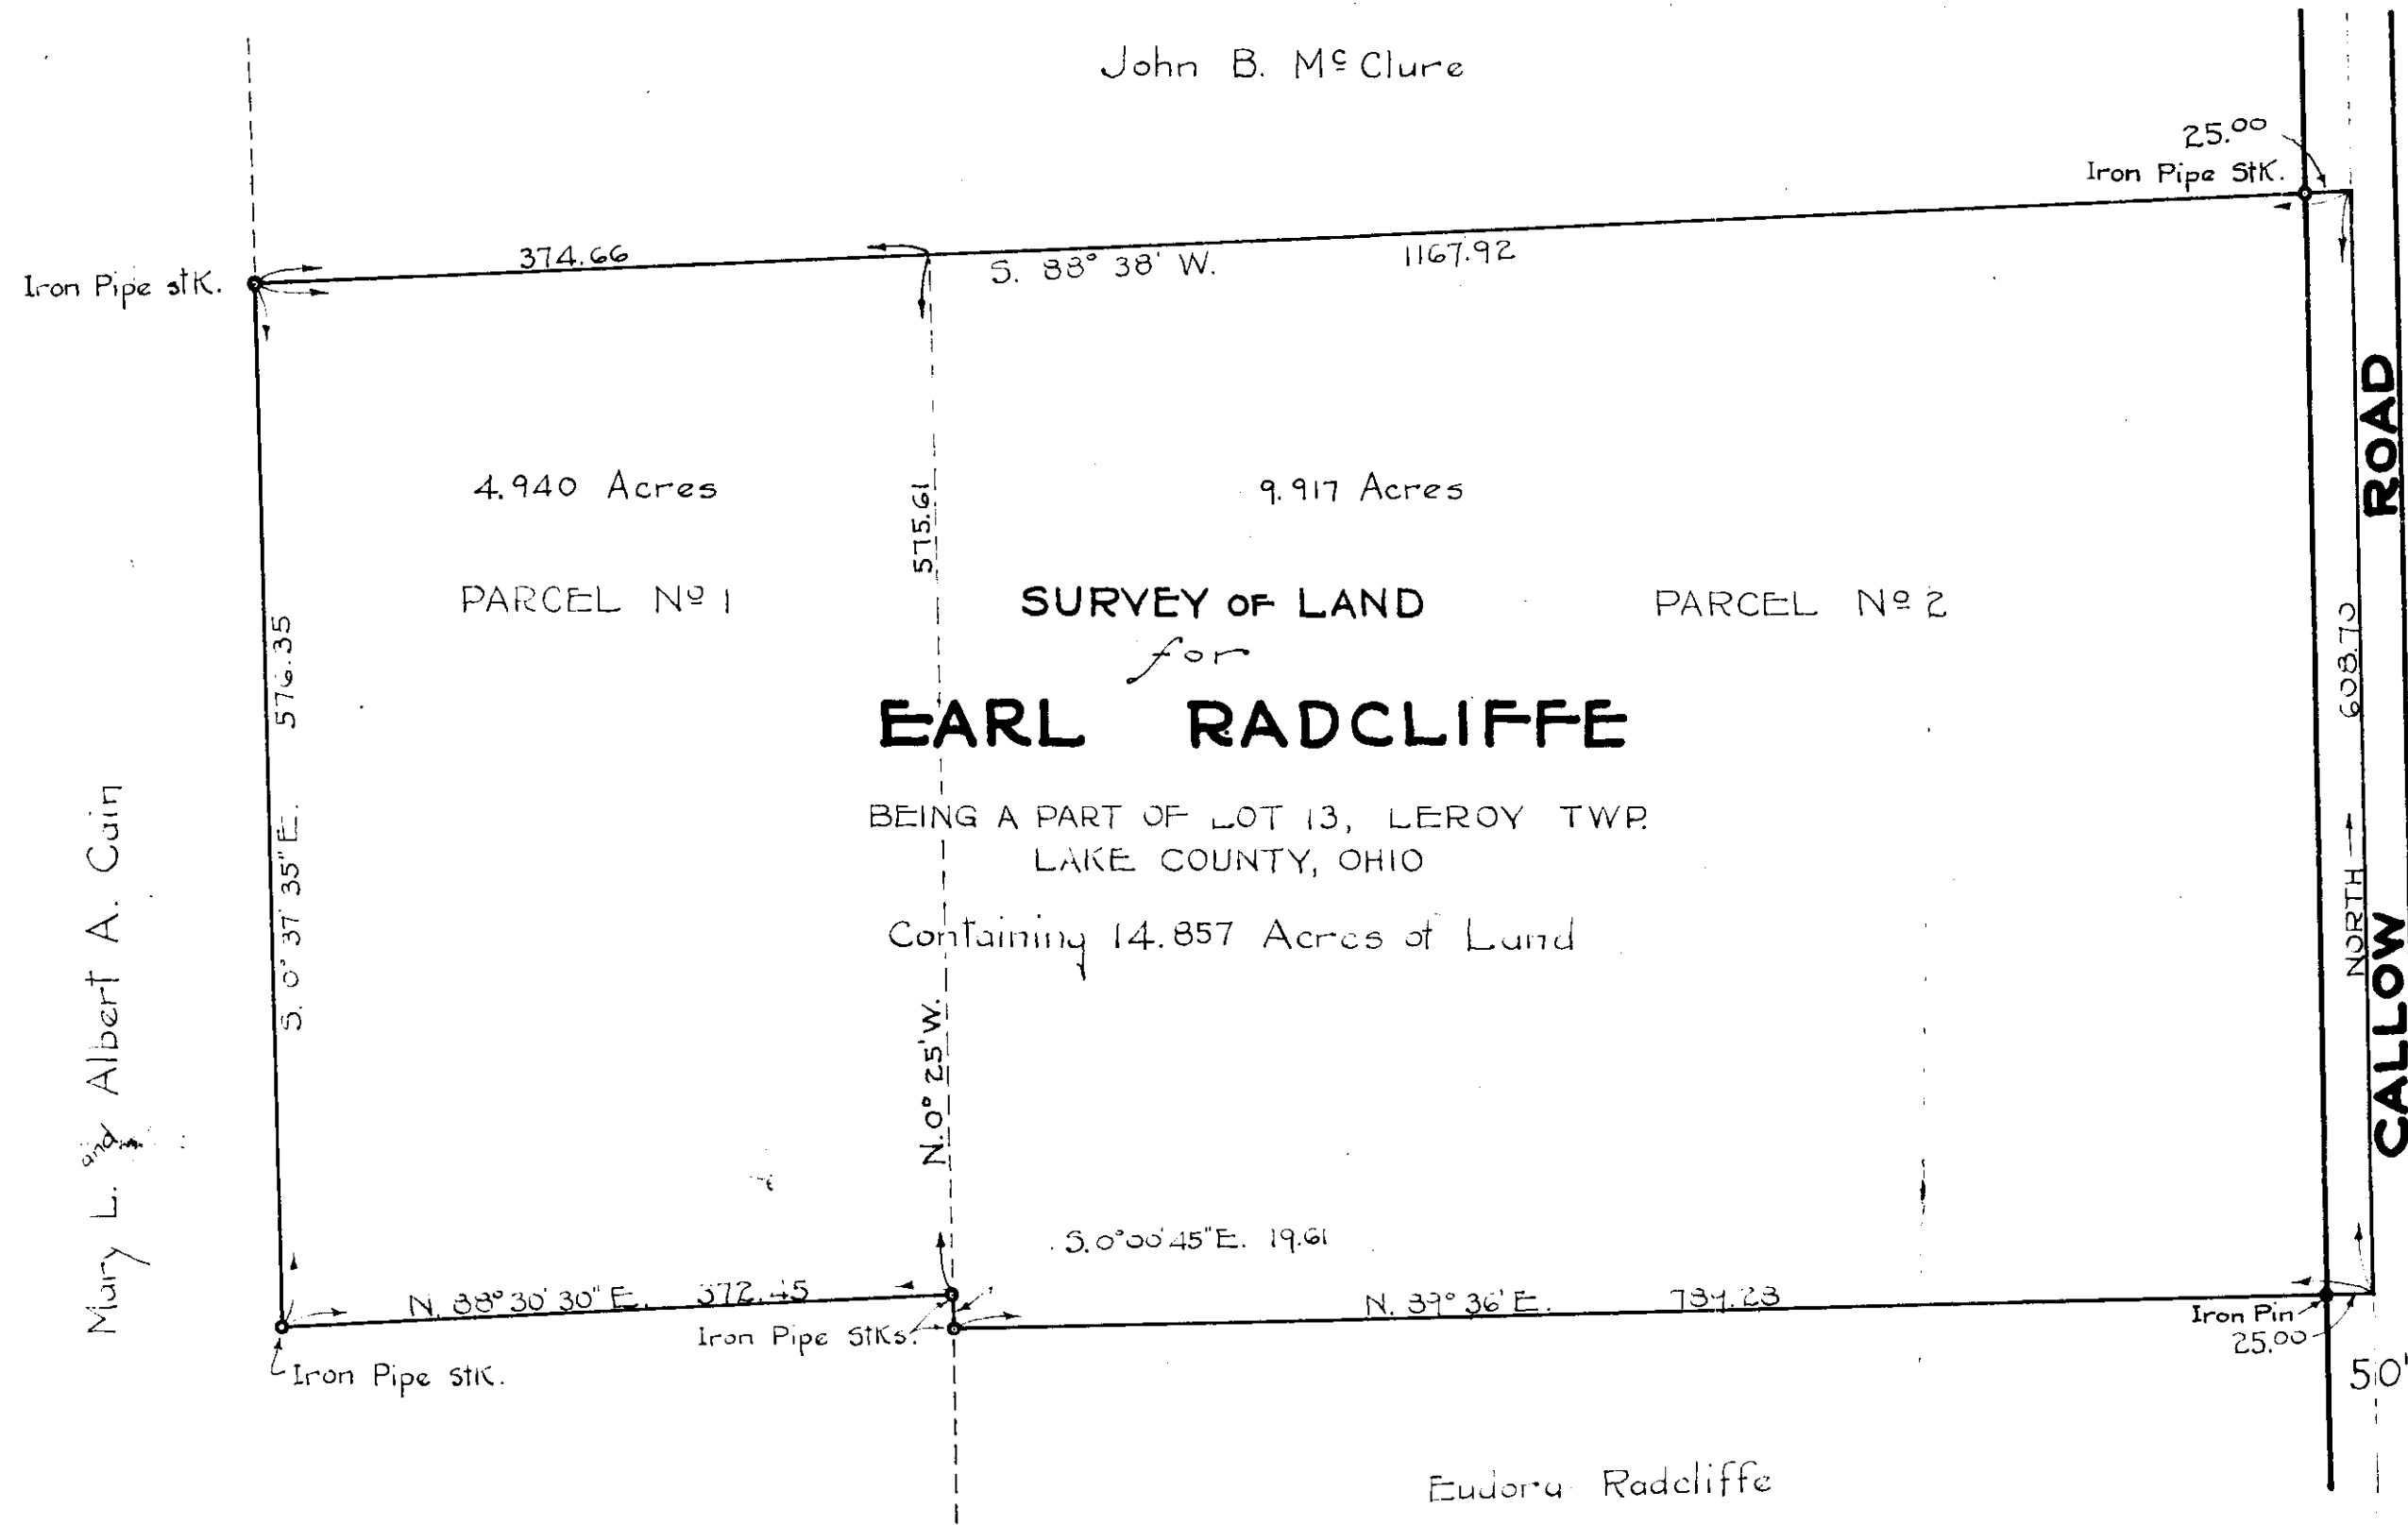 John B. McClure
25.00
Iron Pipe Stk.
374.66
S. 88° 38' W.
1167.92
Iron Pipe stk.
4.940 Acres
9.917 Acres
575.61
PARCEL Nº 1
SURVEY OF LAND
PARCEL Nº 2
for
EARL RADCLIFFE
BEING A PART OF LOT 13, LEROY TWP.
LAKE COUNTY, OHIO
Containing 14.857 Acres of Land
S. 0° 37' 35" E. 576.35
Mary L. and Albert A. Cain
N. 0° 25' W.
NORTH 608.70
CALLOW ROAD
S. 0° 00' 45" E. 19.61
N. 88° 30' 30" E. 372.45
N. 89° 36' E.
Iron Pipe Stks.
Iron Pin
25.00
Iron Pipe stk.
50'
Eudora Radcliffe